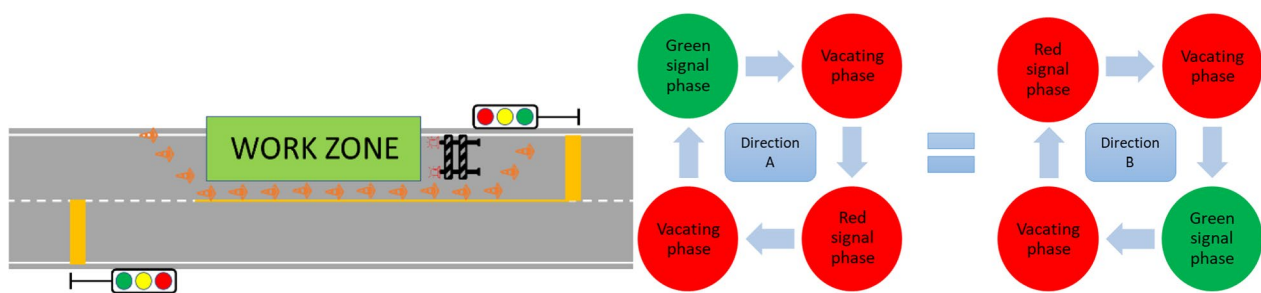 WORK ZONE
Green
signal
phase
Vacating
phase
Direction
A
Vacating
phase
Red
signal
phase
Red
signal
phase
Vacating
phase
Direction
B
Vacating
phase
Green
signal
phase